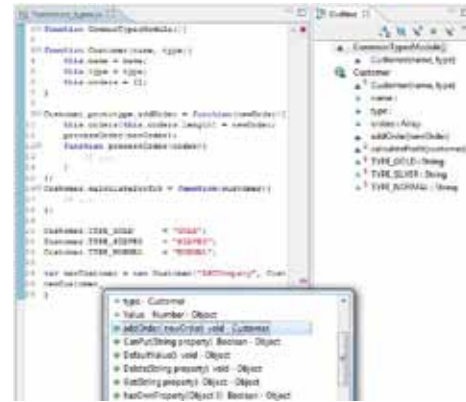 function CommonTypesModule(){
function Customer(name, type){
this.name = name;
this.type = type;
this.orders = [];
}
Customer.prototype.addOrder = function(newOrder){
this.orders[this.orders.length] = newOrder;
processOrder(newOrder);
function processOrder(order){
// ...
}
};
Customer.calculateProfit = function(customer){
// ...
};
Customer.TYPE_GOLD = "GOLD";
Customer.TYPE_SILVER = "SILVER";
Customer.TYPE_NORMAL = "NORMAL";
var newCustomer = new Customer("ABCCompany", Cust
newCustomer.
}
type : Customer
Value : Number - Object
addOrder( newOrder) void - Customer
CanPut(String property) Boolean - Object
DefaultValue() void - Object
Delete(String property) void - Object
Get(String property) Object - Object
hasOwnProperty(Object V) Boolean - Object
Outline
CommonTypesModule()
Customer(name, type)
Customer
Customer(name, type)
name :
type :
orders : Array
addOrder(newOrder)
calculateProfit(customer)
TYPE_GOLD : String
TYPE_SILVER : String
TYPE_NORMAL : String